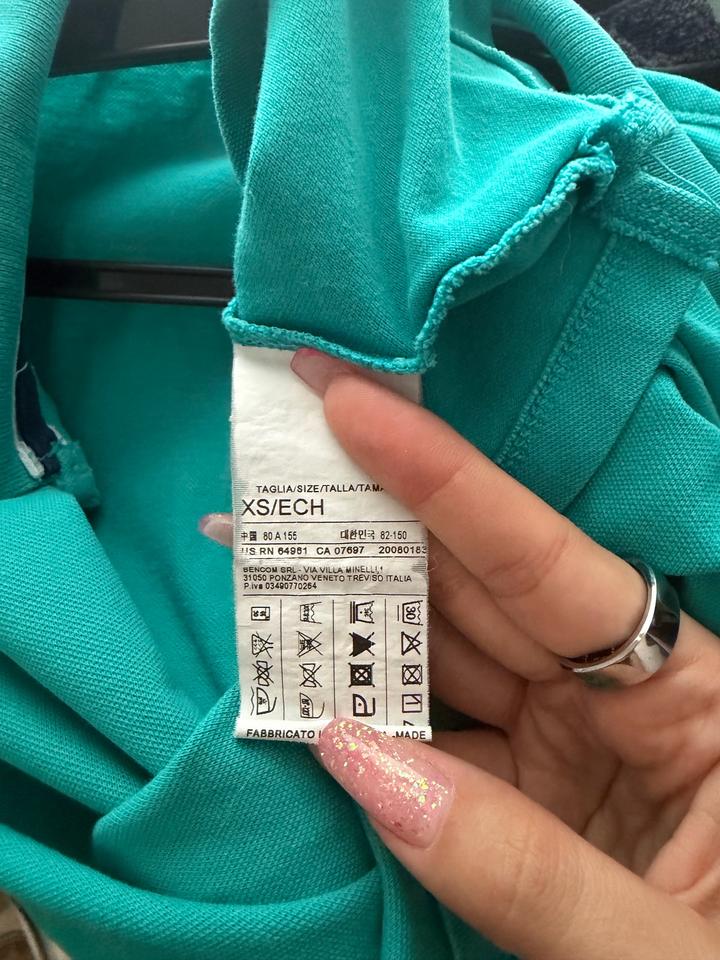 TAGLIA/SIZE/TALLA/TAMA
XS/ECH
中国 80 A 155 대한민국 82-150
US RN 64981 CA 07697 20080183
BENCOM SRL - VIA VILLA MINELLI,1
31050 PONZANO VENETO TREVISO ITALIA
P.iva 03490770264
30
FABBRICATO MADE